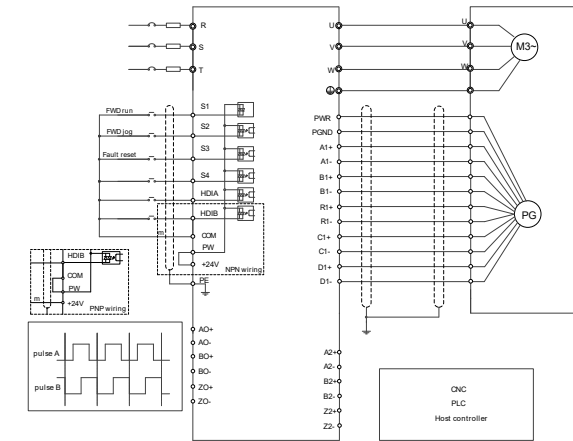 R
U
U
S
V
V
M3~
T
W
W
S1
FWD run
S2
FWD jog
S3
Fault reset
S4
HDIA
HDIB
m
COM
PW
+24V
NPN wiring
PE
PWR
PGND
A1+
A1-
B1+
B1-
R1+
R1-
C1+
C1-
D1+
D1-
PG
HDIB
COM
PW
m
+24V
PNP wiring
pulse A
pulse B
AO+
AO-
BO+
BO-
ZO+
ZO-
A2+
A2-
B2+
B2-
Z2+
Z2-
CNC
PLC
Host controller